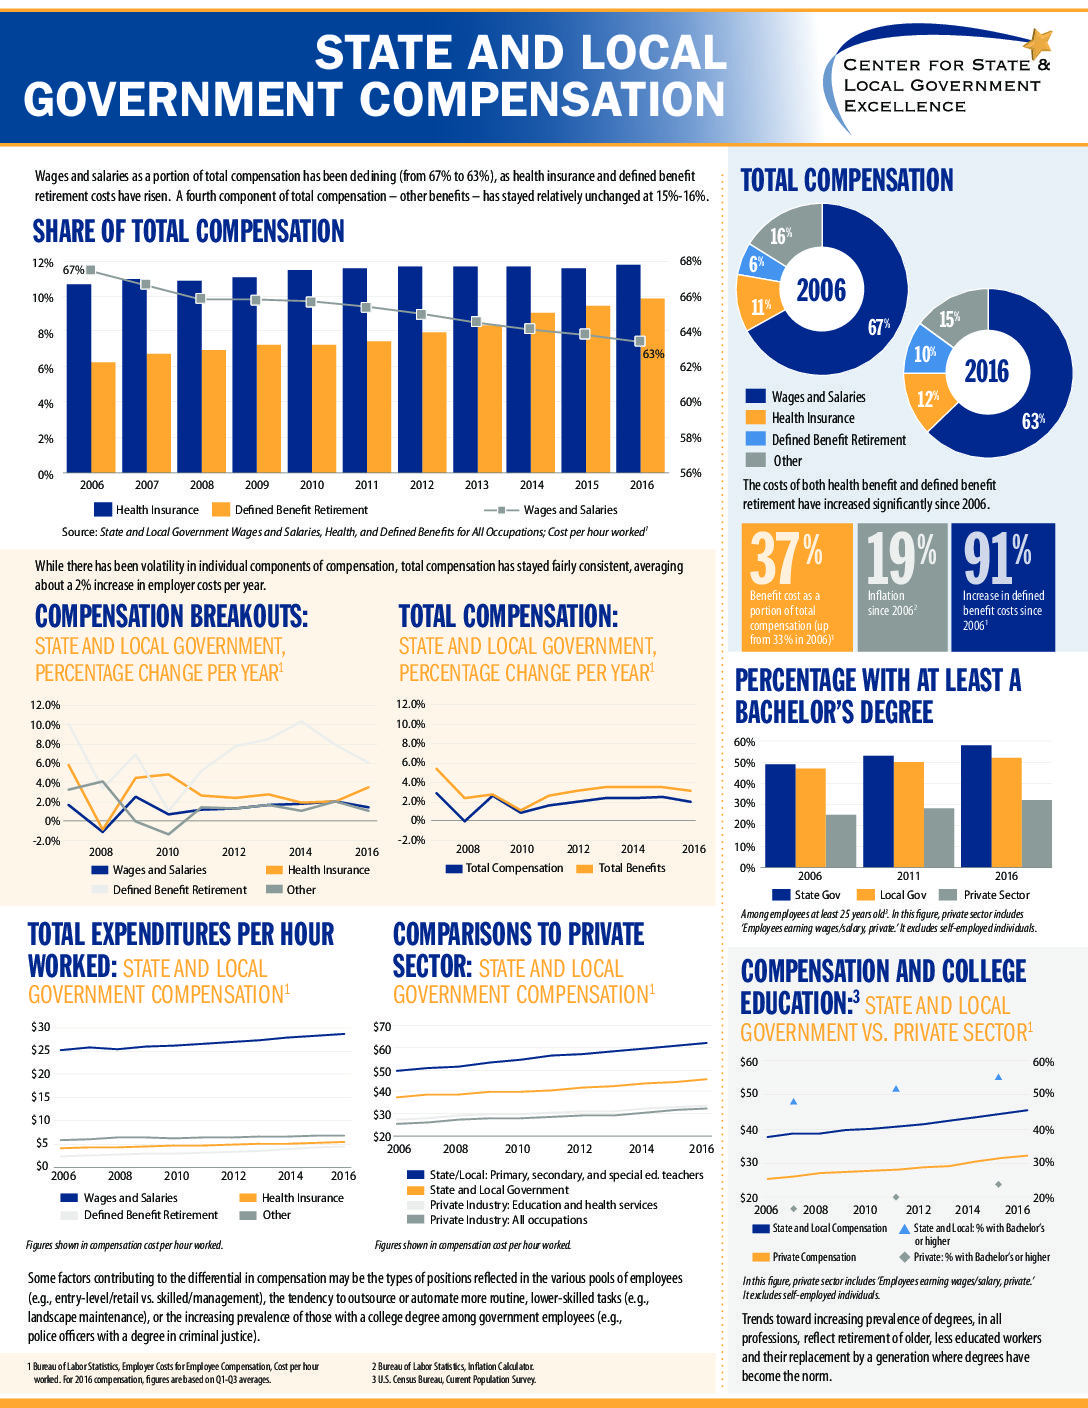 STATE AND LOCAL
GOVERNMENT COMPENSATION
CENTER FOR STATE &
LOCAL GOVERNMENT
EXCELLENCE
Wages and salaries as a portion of total compensation has been declining (from 67% to 63%), as health insurance and defined benefit
retirement costs have risen. A fourth component of total compensation – other benefits – has stayed relatively unchanged at 15%-16%.
SHARE OF TOTAL COMPENSATION
12%
10%
8%
6%
4%
2%
0%
67%
63%
68%
66%
64%
62%
60%
58%
56%
2006 2007 2008 2009 2010 2011 2012 2013 2014 2015 2016
Health Insurance Defined Benefit Retirement Wages and Salaries
Source: State and Local Government Wages and Salaries, Health, and Defined Benefits for All Occupations; Cost per hour worked1
While there has been volatility in individual components of compensation, total compensation has stayed fairly consistent, averaging
about a 2% increase in employer costs per year.
COMPENSATION BREAKOUTS:
STATE AND LOCAL GOVERNMENT,
PERCENTAGE CHANGE PER YEAR1
12.0%
10.0%
8.0%
6.0%
4.0%
2.0%
0%
-2.0%
2008 2010 2012 2014 2016
Wages and Salaries Health Insurance
Defined Benefit Retirement Other
TOTAL COMPENSATION:
STATE AND LOCAL GOVERNMENT,
PERCENTAGE CHANGE PER YEAR1
12.0%
10.0%
8.0%
6.0%
4.0%
2.0%
0%
-2.0%
2008 2010 2012 2014 2016
Total Compensation Total Benefits
TOTAL EXPENDITURES PER HOUR
WORKED: STATE AND LOCAL
GOVERNMENT COMPENSATION1
$30
$25
$20
$15
$10
$5
$0
2006 2008 2010 2012 2014 2016
Wages and Salaries Health Insurance
Defined Benefit Retirement Other
Figures shown in compensation cost per hour worked.
COMPARISONS TO PRIVATE
SECTOR: STATE AND LOCAL
GOVERNMENT COMPENSATION1
$70
$60
$50
$40
$30
$20
2006 2008 2010 2012 2014 2016
State/Local: Primary, secondary, and special ed. teachers
State and Local Government
Private Industry: Education and health services
Private Industry: All occupations
Figures shown in compensation cost per hour worked.
Some factors contributing to the differential in compensation may be the types of positions reflected in the various pools of employees
(e.g., entry-level/retail vs. skilled/management), the tendency to outsource or automate more routine, lower-skilled tasks (e.g.,
landscape maintenance), or the increasing prevalence of those with a college degree among government employees (e.g.,
police officers with a degree in criminal justice).
1 Bureau of Labor Statistics, Employer Costs for Employee Compensation, Cost per hour
worked. For 2016 compensation, figures are based on Q1-Q3 averages.
2 Bureau of Labor Statistics, Inflation Calculator.
3 U.S. Census Bureau, Current Population Survey.
TOTAL COMPENSATION
16%
6%
11%
2006
67%
15%
10%
12%
2016
63%
Wages and Salaries
Health Insurance
Defined Benefit Retirement
Other
The costs of both health benefit and defined benefit
retirement have increased significantly since 2006.
37%
Benefit cost as a
portion of total
compensation (up
from 33% in 2006)1
19%
Inflation
since 20062
91%
Increase in defined
benefit costs since
20061
PERCENTAGE WITH AT LEAST A
BACHELOR'S DEGREE
60%
50%
40%
30%
20%
10%
0%
2006 2011 2016
State Gov Local Gov Private Sector
Among employees at least 25 years old3. In this figure, private sector includes
'Employees earning wages/salary, private.' It excludes self-employed individuals.
COMPENSATION AND COLLEGE
EDUCATION:3 STATE AND LOCAL
GOVERNMENT VS. PRIVATE SECTOR1
$60
$50
$40
$30
$20
60%
50%
40%
30%
20%
2006 2008 2010 2012 2014 2016
State and Local Compensation
State and Local: % with Bachelor's
or higher
Private Compensation
Private: % with Bachelor's or higher
In this figure, private sector includes 'Employees earning wages/salary, private.'
It excludes self-employed individuals.
Trends toward increasing prevalence of degrees, in all
professions, reflect retirement of older, less educated workers
and their replacement by a generation where degrees have
become the norm.